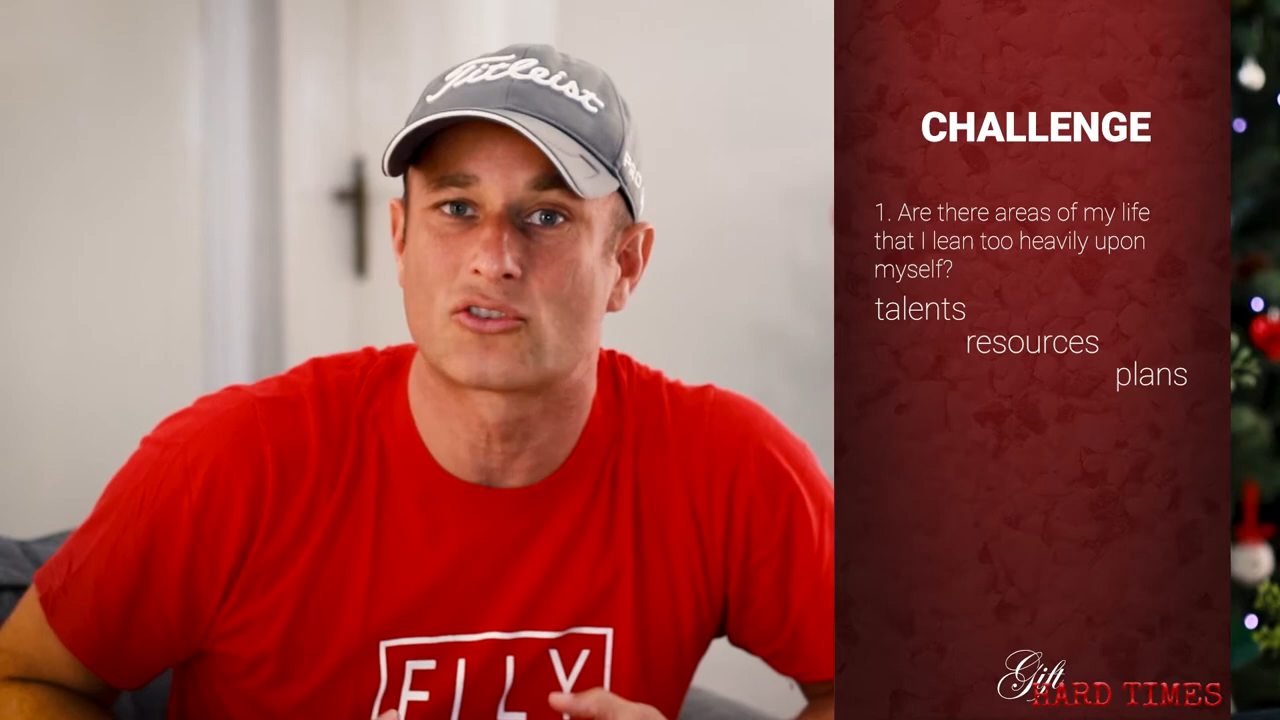 Titleist
PRO
CHALLENGE
1. Are there areas of my life
that I lean too heavily upon
myself?
talents
resources
plans
Gift
HARD TIMES